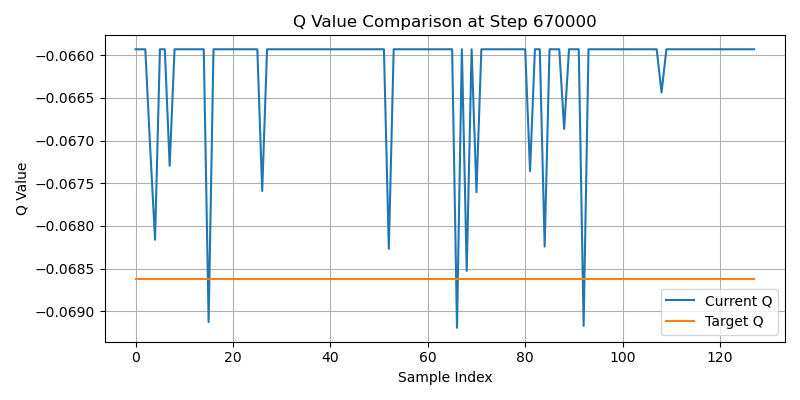 Q Value Comparison at Step 670000
Q Value
−0.0660
−0.0665
−0.0670
−0.0675
−0.0680
−0.0685
−0.0690
0 20 40 60 80 100 120
Sample Index
Current Q
Target Q